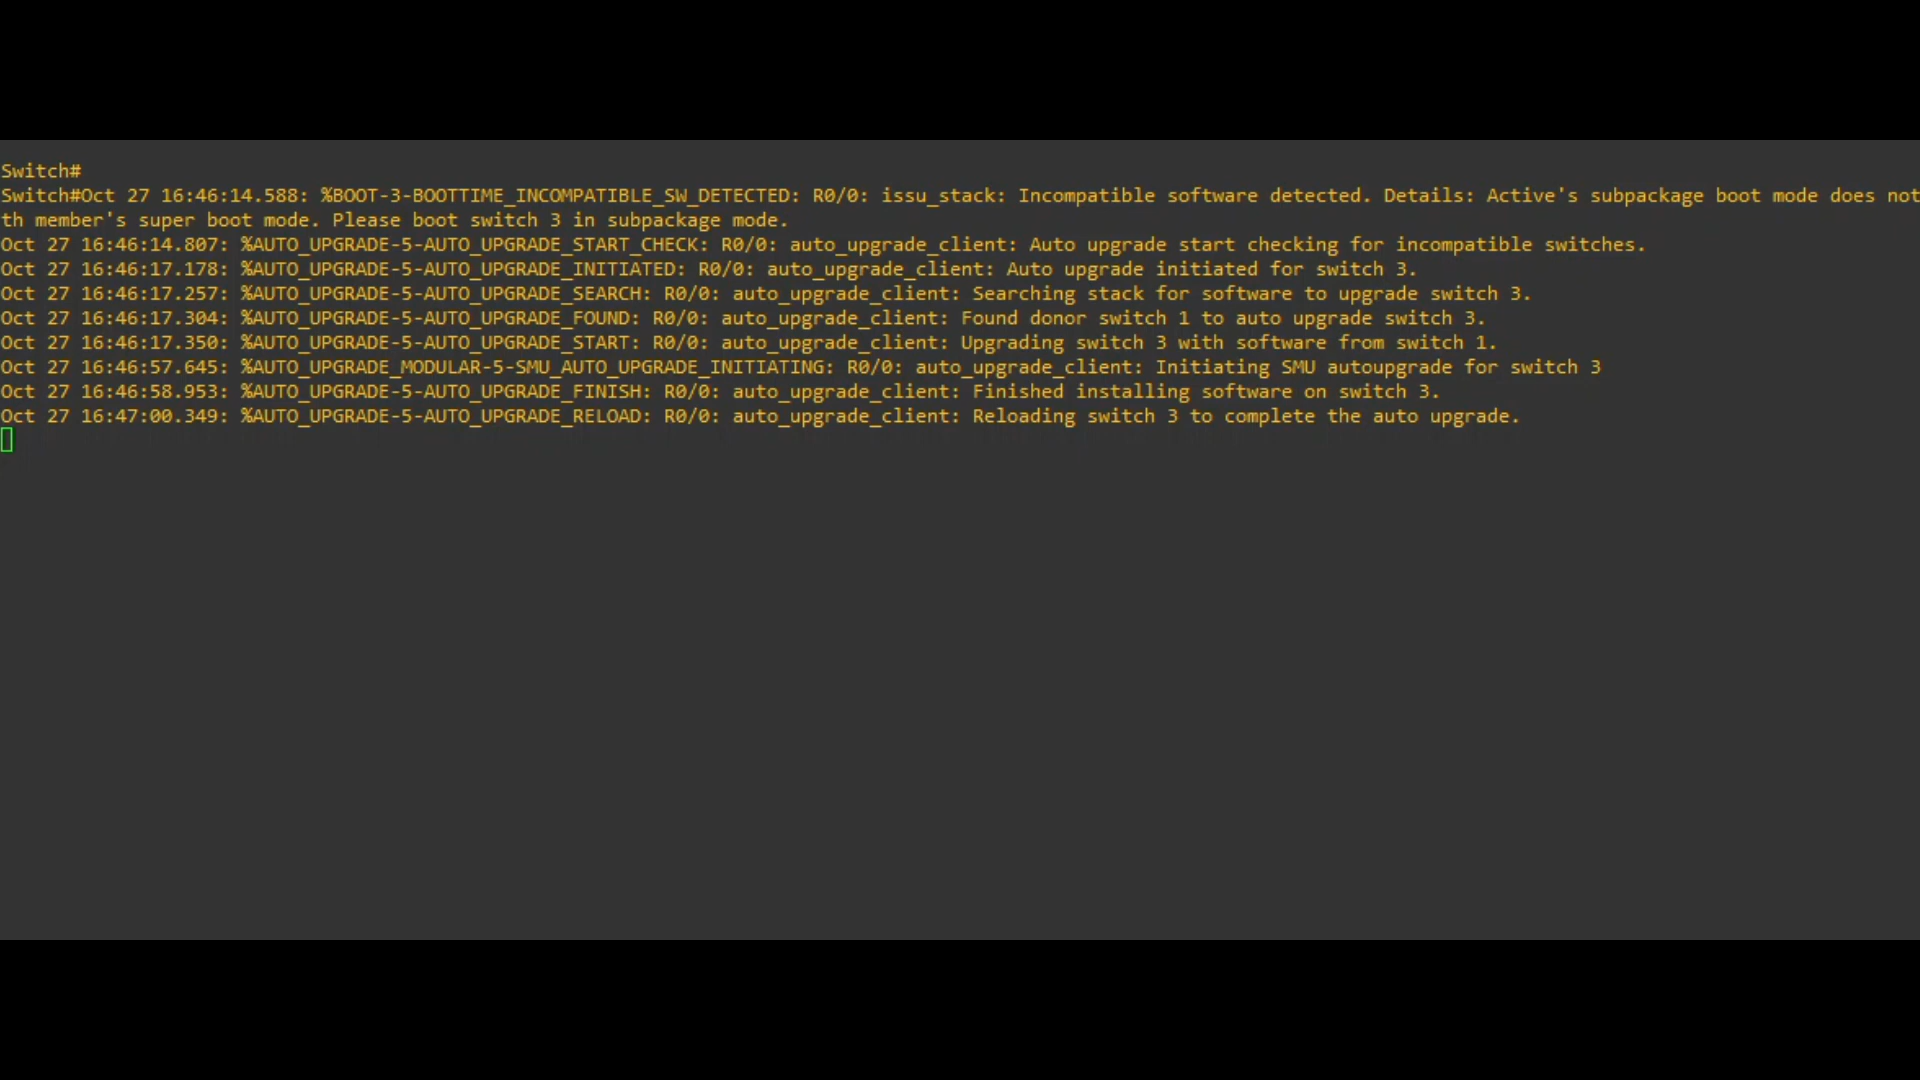 Switch#
Switch#Oct 27 16:46:14.588: %BOOT-3-BOOTTIME_INCOMPATIBLE_SW_DETECTED: R0/0: issu_stack: Incompatible software detected. Details: Active's subpackage boot mode does not
th member's super boot mode. Please boot switch 3 in subpackage mode.
Oct 27 16:46:14.807: %AUTO_UPGRADE-5-AUTO_UPGRADE_START_CHECK: R0/0: auto_upgrade_client: Auto upgrade start checking for incompatible switches.
Oct 27 16:46:17.178: %AUTO_UPGRADE-5-AUTO_UPGRADE_INITIATED: R0/0: auto_upgrade_client: Auto upgrade initiated for switch 3.
Oct 27 16:46:17.257: %AUTO_UPGRADE-5-AUTO_UPGRADE_SEARCH: R0/0: auto_upgrade_client: Searching stack for software to upgrade switch 3.
Oct 27 16:46:17.304: %AUTO_UPGRADE-5-AUTO_UPGRADE_FOUND: R0/0: auto_upgrade_client: Found donor switch 1 to auto upgrade switch 3.
Oct 27 16:46:17.350: %AUTO_UPGRADE-5-AUTO_UPGRADE_START: R0/0: auto_upgrade_client: Upgrading switch 3 with software from switch 1.
Oct 27 16:46:57.645: %AUTO_UPGRADE_MODULAR-5-SMU_AUTO_UPGRADE_INITIATING: R0/0: auto_upgrade_client: Initiating SMU autoupgrade for switch 3
Oct 27 16:46:58.953: %AUTO_UPGRADE-5-AUTO_UPGRADE_FINISH: R0/0: auto_upgrade_client: Finished installing software on switch 3.
Oct 27 16:47:00.349: %AUTO_UPGRADE-5-AUTO_UPGRADE_RELOAD: R0/0: auto_upgrade_client: Reloading switch 3 to complete the auto upgrade.